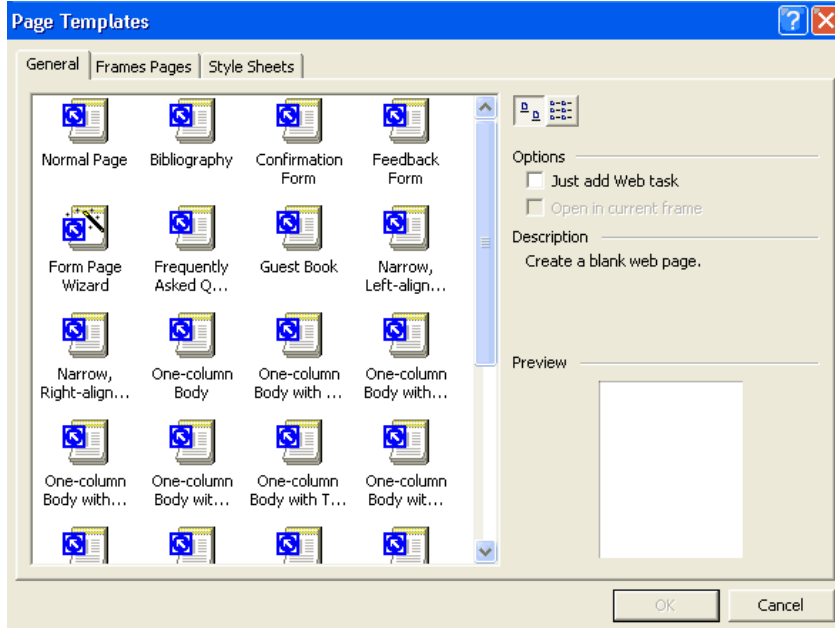 Page Templates
General
Frames Pages
Style Sheets
Normal Page
Bibliography
Confirmation
Form
Feedback
Form
Form Page
Wizard
Frequently
Asked Q...
Guest Book
Narrow,
Left-align...
Narrow,
Right-align...
One-column
Body
One-column
Body with ...
One-column
Body with...
One-column
Body with...
One-column
Body wit...
One-column
Body with T...
One-column
Body wit...
Options
Just add Web task
Open in current frame
Description
Create a blank web page.
Preview
OK
Cancel